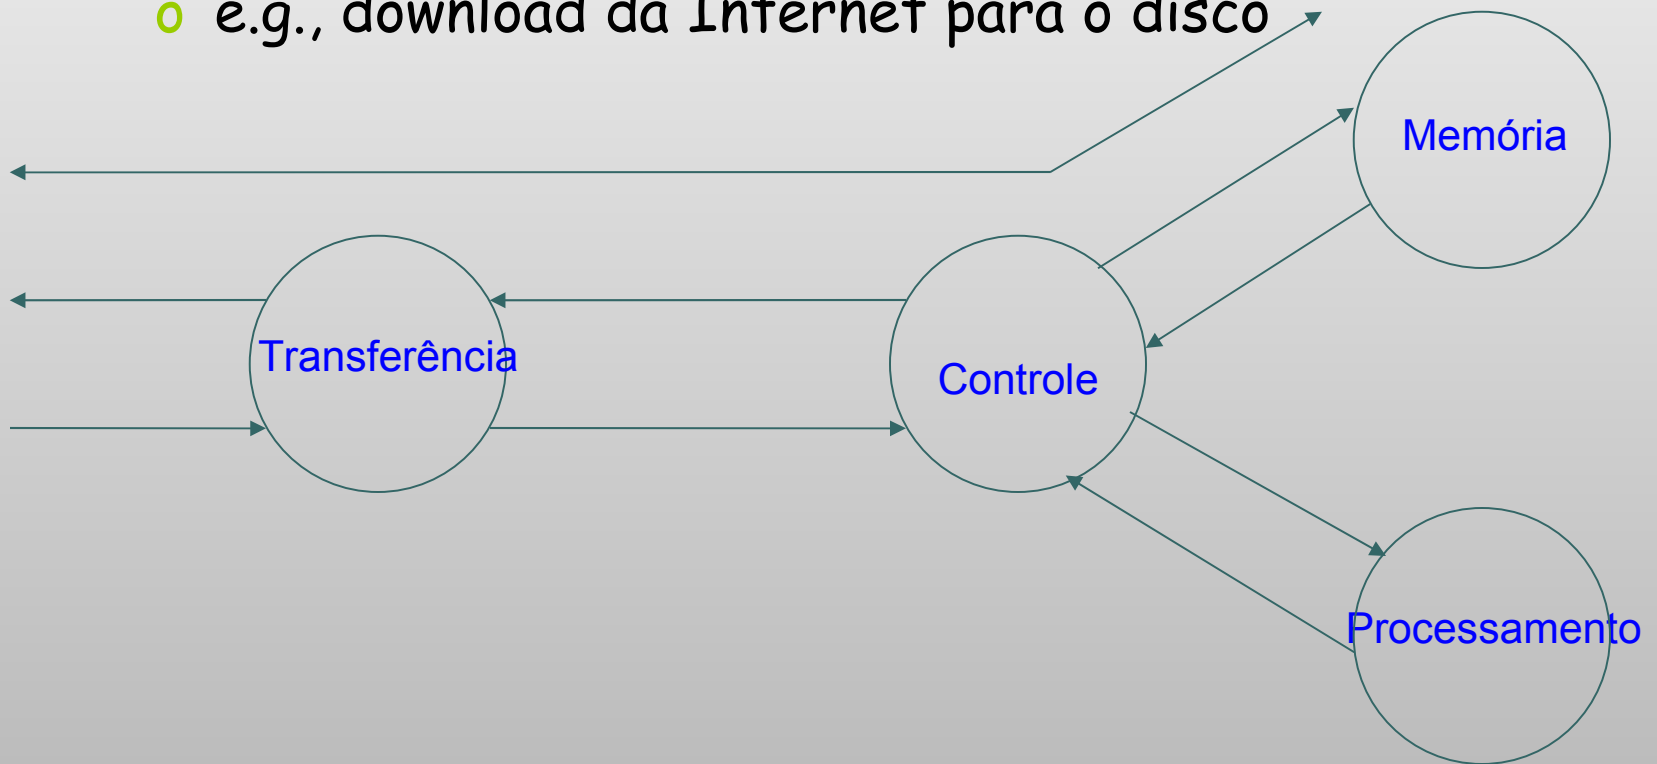 o e.g., download da Internet para o disco
Memória
Transferência
Controle
Processamento